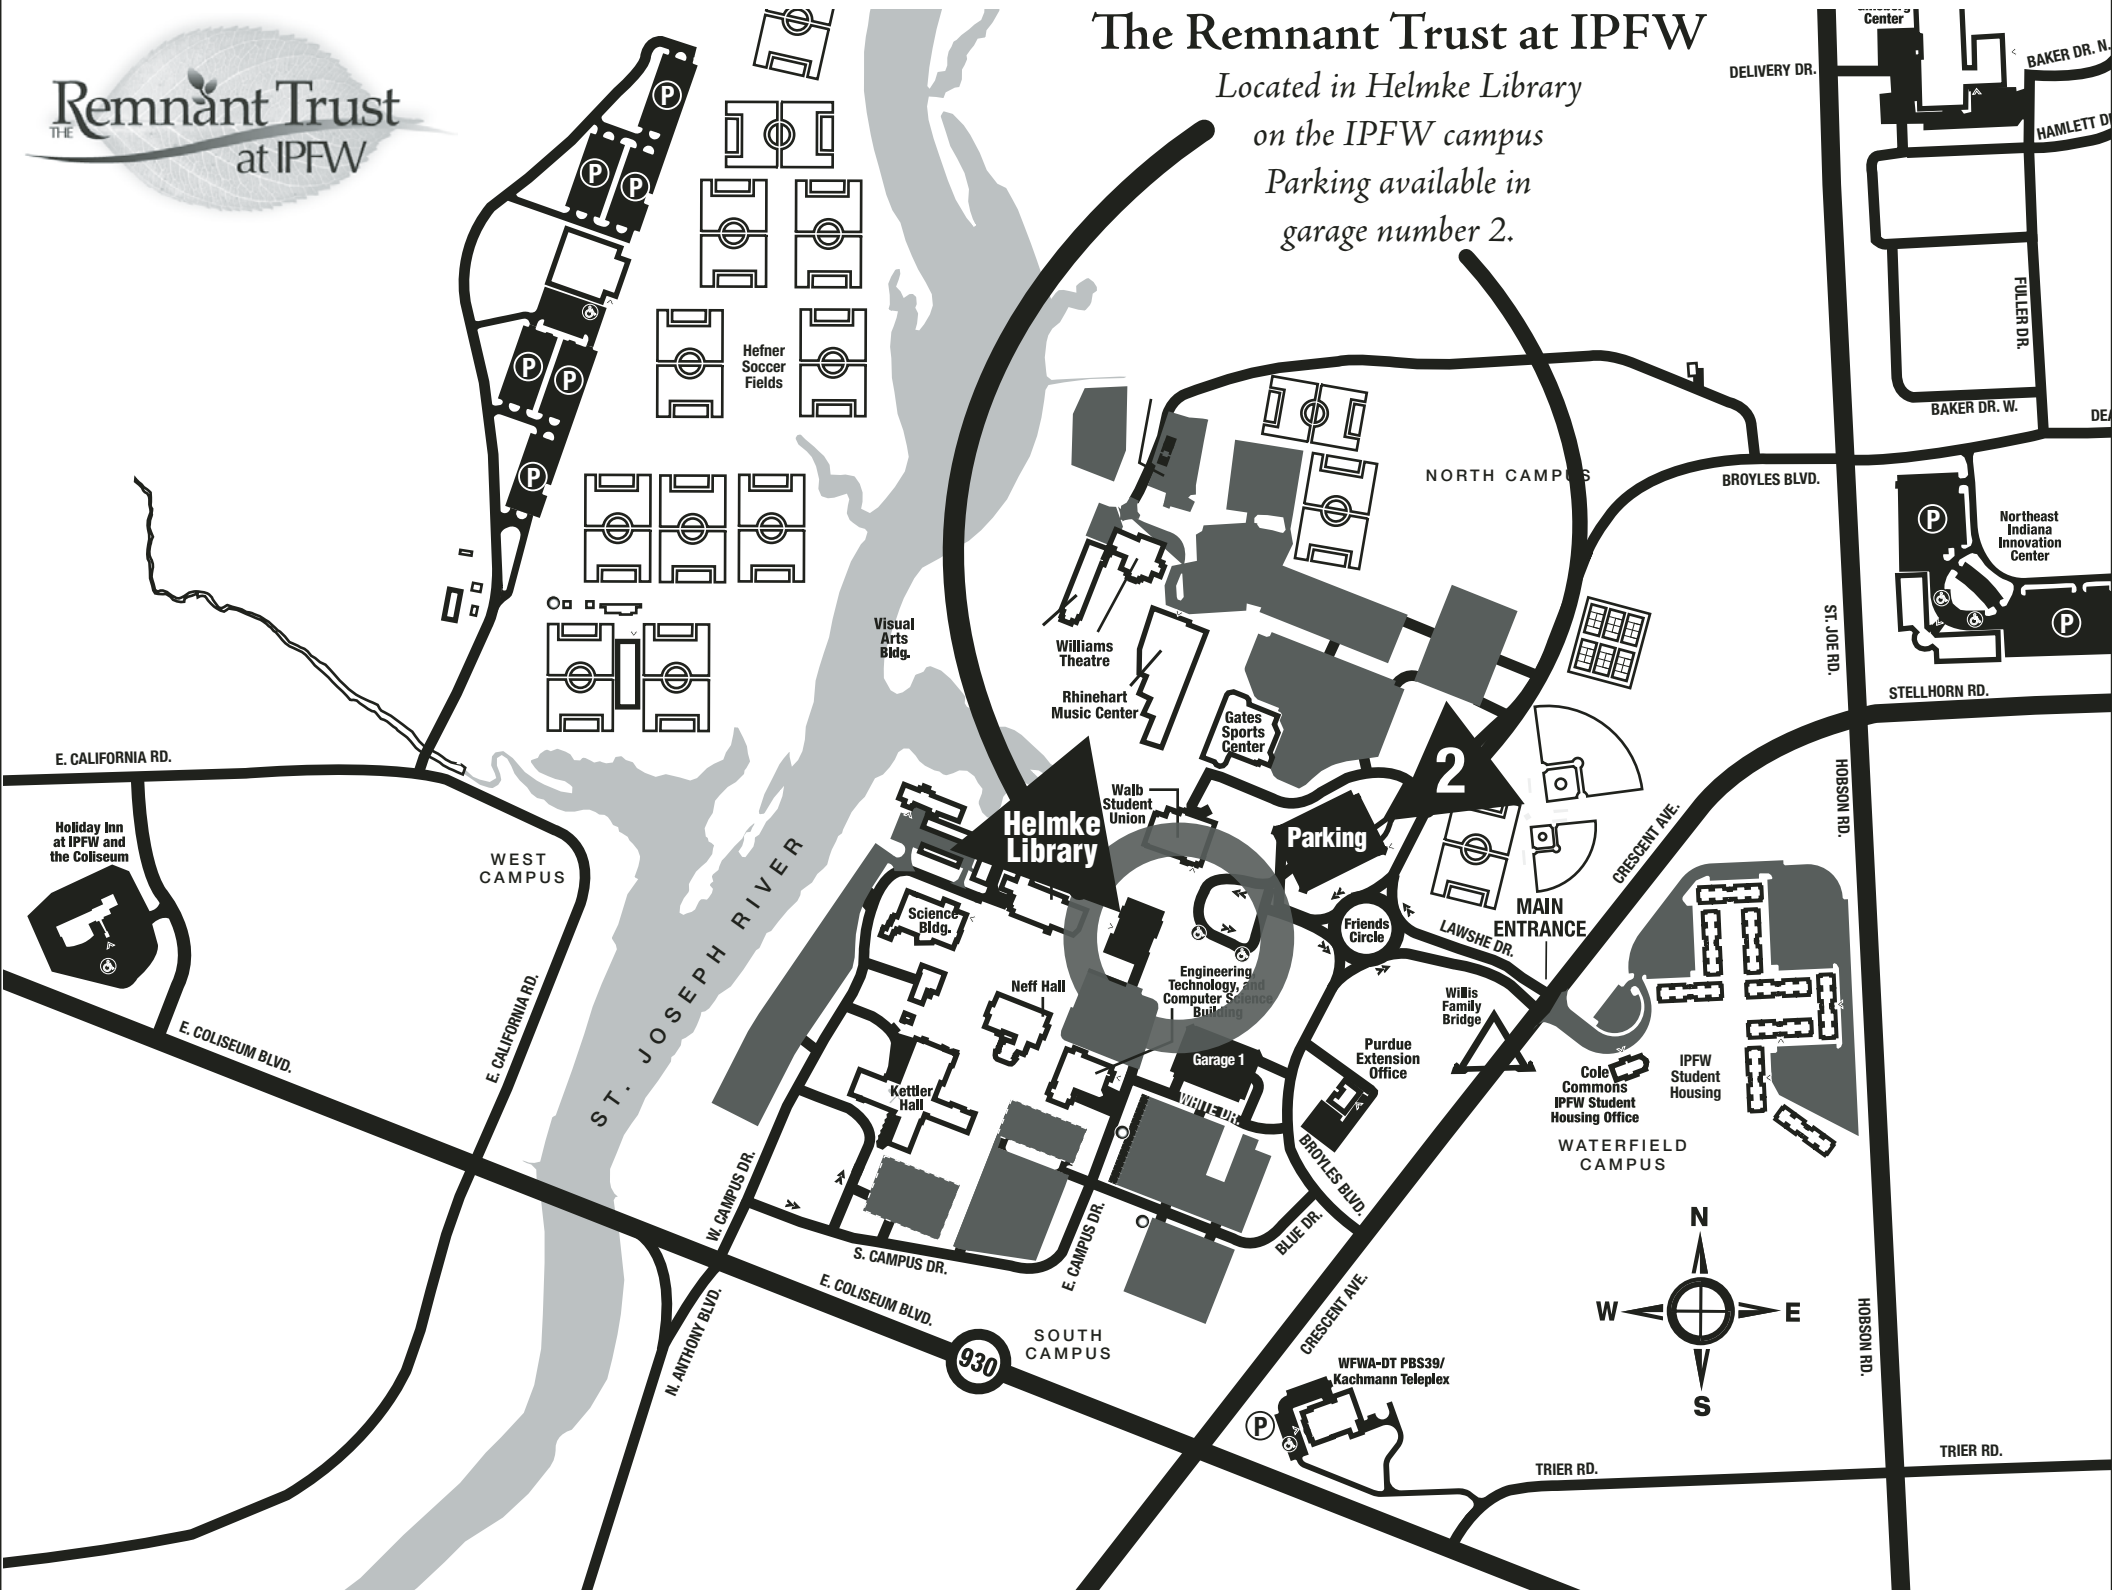 The Remnant Trust at IPFW
Located in Helmke Library
on the IPFW campus
Parking available in
garage number 2.
THE Remnant Trust
at IPFW
Center
DELIVERY DR.
BAKER DR. N.
FULLER DR.
BAKER DR. W.
P
P
P
P
P
P
Hefner
Soccer
Fields
NORTH CAMPUS
BROYLES BLVD.
P
Northeast
Indiana
Innovation
Center
P
ST. JOE RD.
STELLHORN RD.
Visual
Arts
Bldg.
Williams
Theatre
Rhinehart
Music Center
Gates
Sports
Center
2
E. CALIFORNIA RD.
Holiday Inn
at IPFW and
the Coliseum
WEST
CAMPUS
ST. JOSEPH RIVER
Helmke
Library
Walb
Student
Union
Parking
CRESCENT AVE.
HOBSON RD.
Science
Bldg.
Friends
Circle
LAWSHE DR.
MAIN
ENTRANCE
Neff Hall
Engineering,
Technology, and
Computer Science
Building
Willis
Family
Bridge
E. COLISEUM BLVD.
E. CALIFORNIA RD.
Garage 1
Purdue
Extension
Office
Kettler
Hall
WHITE DR.
Cole
Commons
IPFW Student
Housing Office
IPFW
Student
Housing
WATERFIELD
CAMPUS
BROYLES BLVD.
W. CAMPUS DR.
S. CAMPUS DR.
E. CAMPUS DR.
BLUE DR.
N
W
E
S
E. COLISEUM BLVD.
N. ANTHONY BLVD.
CRESCENT AVE.
HOBSON RD.
SOUTH
CAMPUS
930
WFWA-DT PBS39/
Kachmann Teleplex
P
TRIER RD.
TRIER RD.